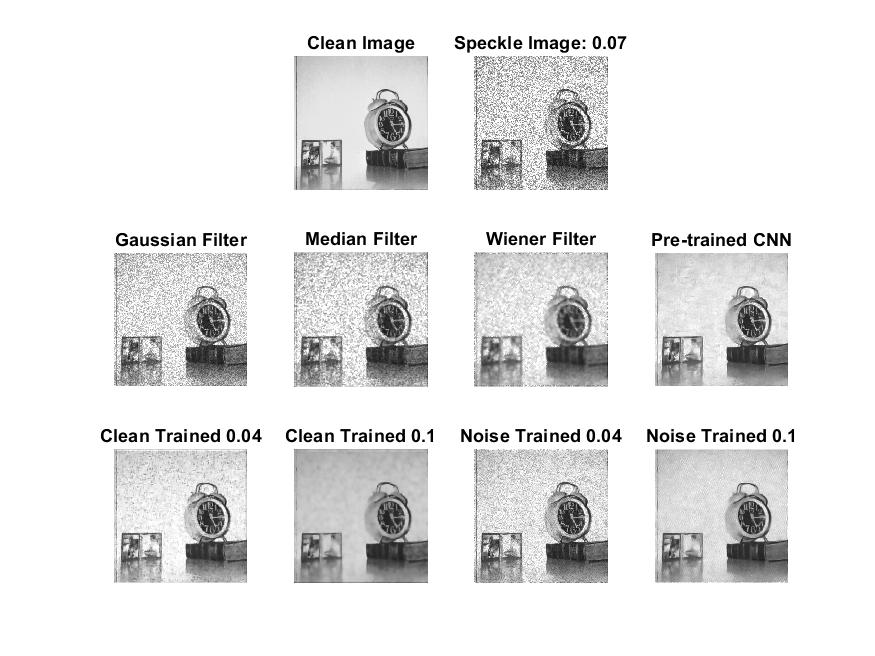 Clean Image
Speckle Image: 0.07
Gaussian Filter
Median Filter
Wiener Filter
Pre-trained CNN
Clean Trained 0.04
Clean Trained 0.1
Noise Trained 0.04
Noise Trained 0.1